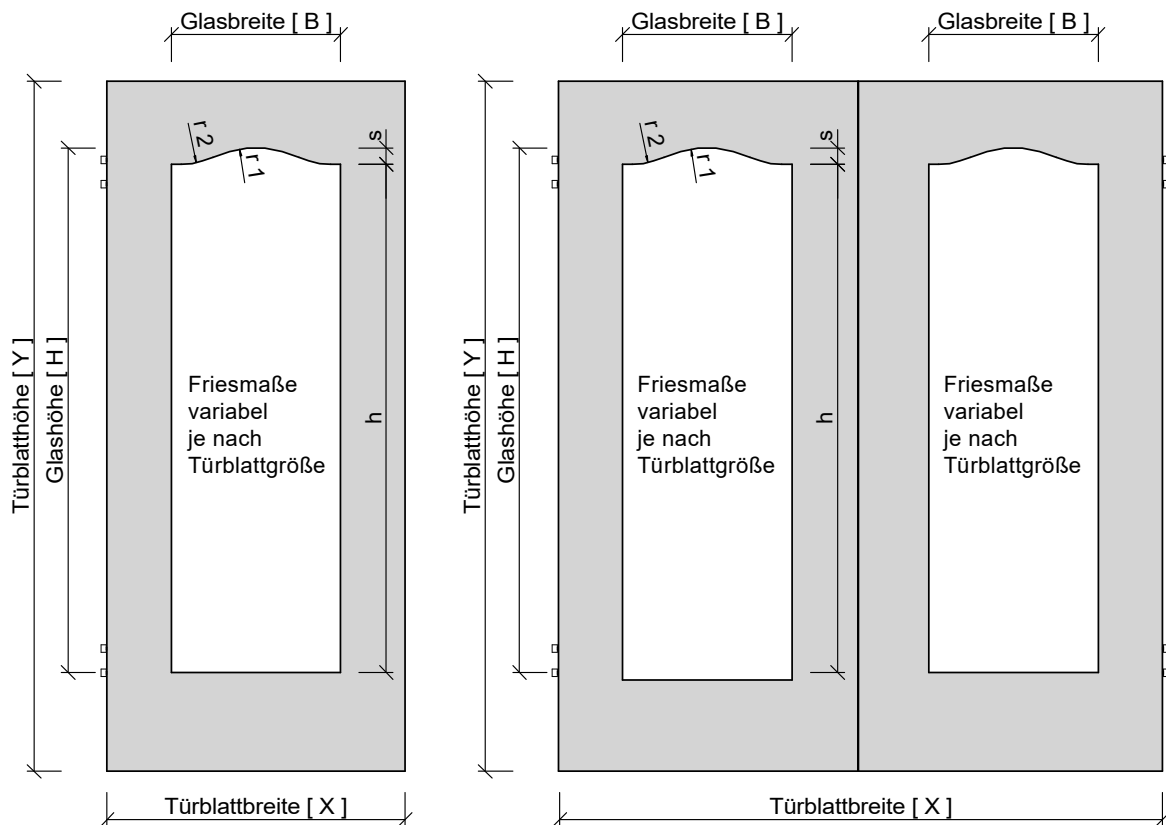 Glasbreite [ B ]
Glasbreite [ B ]
Glasbreite [ B ]
r 2
r 1
s
r 2
r 1
s
Türblatthöhe [ Y ]
Glashöhe [ H ]
Friesmaße
variabel
je nach
Türblattgröße
h
Türblatthöhe [ Y ]
Glashöhe [ H ]
Friesmaße
variabel
je nach
Türblattgröße
h
Friesmaße
variabel
je nach
Türblattgröße
Türblattbreite [ X ]
Türblattbreite [ X ]